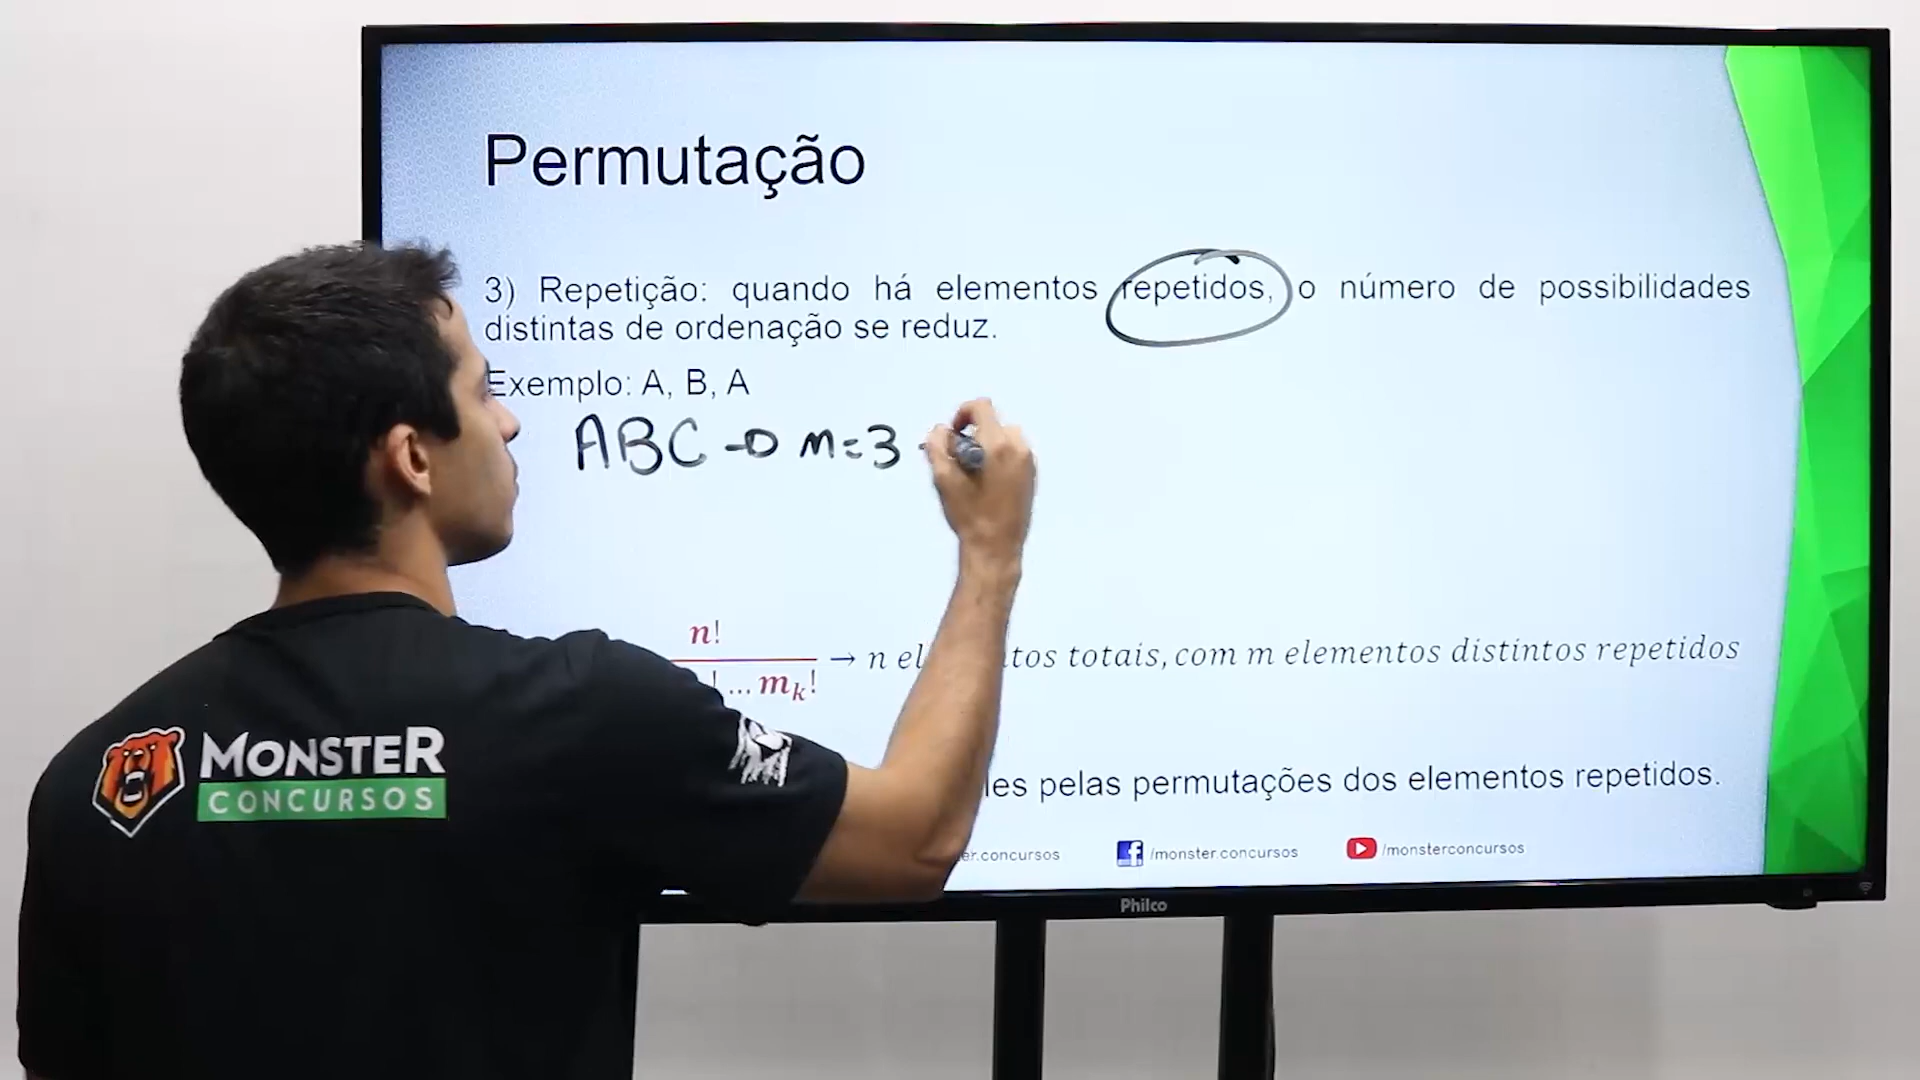 Permutação
3) Repetição: quando há elementos repetidos, o número de possibilidades
distintas de ordenação se reduz.
Exemplo: A, B, A
ABC → n=3
n!
! ... mₖ! → n el tos totais, com m elementos distintos repetidos
les pelas permutações dos elementos repetidos.
er.concursos /monster.concursos /monsterconcursos
Philco
MONSTER
CONCURSOS